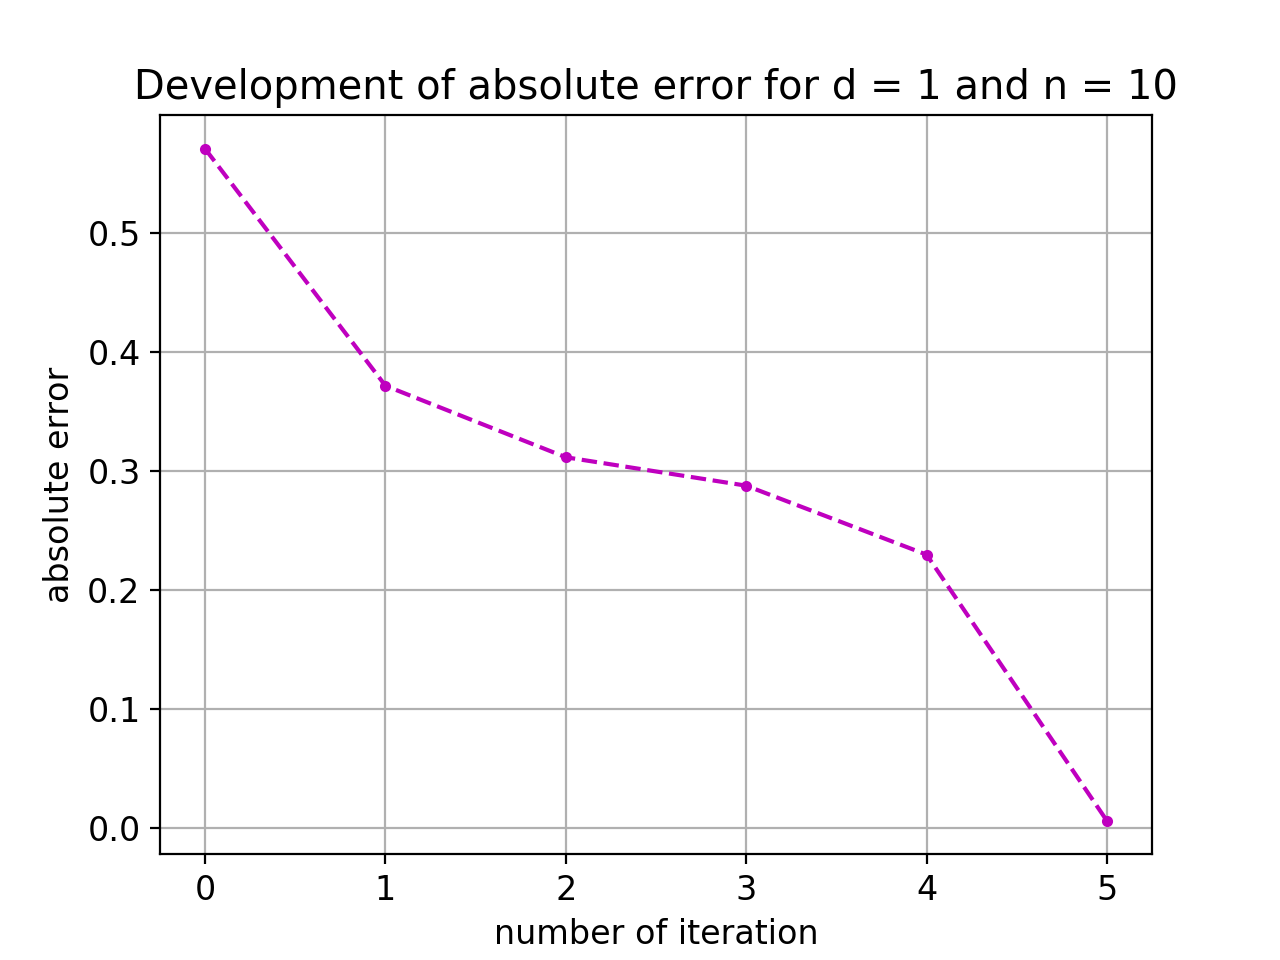 Development of absolute error for d = 1 and n = 10
absolute error
0.5
0.4
0.3
0.2
0.1
0.0
0 1 2 3 4 5
number of iteration